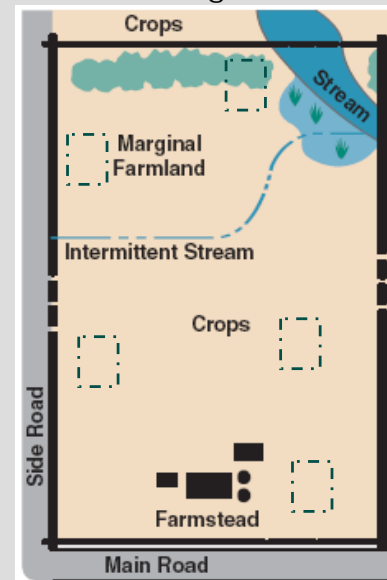 Crops
Stream
Marginal
Farmland
Intermittent Stream
Crops
Side Road
Farmstead
Main Road